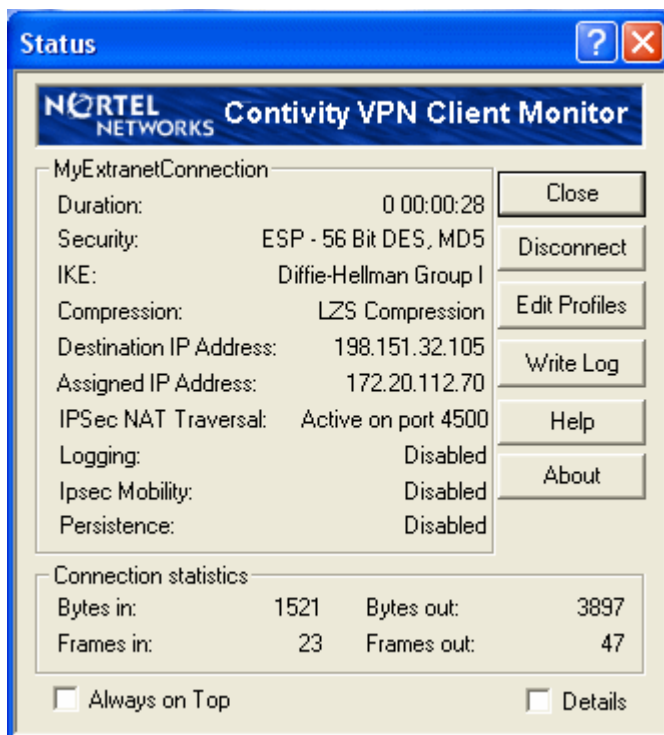 Status
NORTEL NETWORKS Contivity VPN Client Monitor
MyExtranetConnection
Duration: 0 00:00:28
Security: ESP - 56 Bit DES, MD5
IKE: Diffie-Hellman Group I
Compression: LZS Compression
Destination IP Address: 198.151.32.105
Assigned IP Address: 172.20.112.70
IPSec NAT Traversal: Active on port 4500
Logging: Disabled
Ipsec Mobility: Disabled
Persistence: Disabled
Close
Disconnect
Edit Profiles
Write Log
Help
About
Connection statistics
Bytes in: 1521 Bytes out: 3897
Frames in: 23 Frames out: 47
Always on Top Details